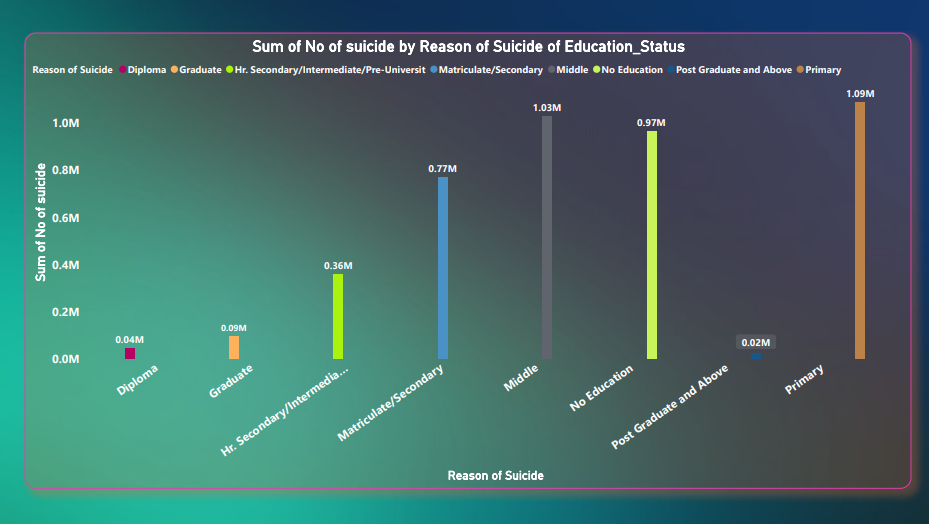 Sum of No of suicide by Reason of Suicide of Education_Status
Reason of Suicide Diploma Graduate Hr. Secondary/Intermediate/Pre-Universit Matriculate/Secondary Middle No Education Post Graduate and Above Primary
Sum of No of suicide
1.0M
0.8M
0.6M
0.4M
0.2M
0.0M
0.04M
0.09M
0.36M
0.77M
1.03M
0.97M
0.02M
1.09M
Diploma
Graduate
Hr. Secondary/Intermedia...
Matriculate/Secondary
Middle
No Education
Post Graduate and Above
Primary
Reason of Suicide